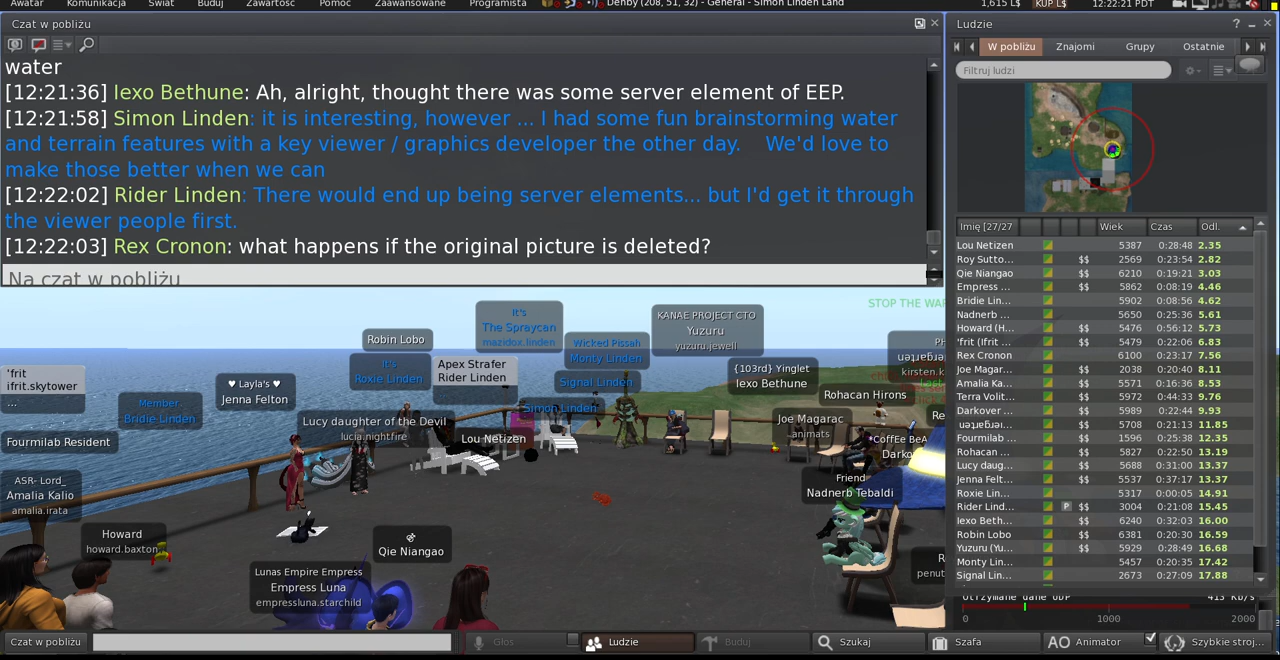 Awatar Komunikacja Świat Buduj Zawartość Pomoc Zaawansowane Programista Denby (208, 51, 32) - General - Simon Linden Land 1,615 L$ KUP L$ 12:22:21 PDT
Czat w pobliżu
water
[12:21:36] Iexo Bethune: Ah, alright, thought there was some server element of EEP.
[12:21:58] Simon Linden: it is interesting, however ... I had some fun brainstorming water
and terrain features with a key viewer / graphics developer the other day. We'd love to
make those better when we can
[12:22:02] Rider Linden: There would end up being server elements... but I'd get it through
the viewer people first.
[12:22:03] Rex Cronon: what happens if the original picture is deleted?
Na czat w pobliżu
STOP THE WAR
It's
The Spraycan
mazidox.linden
KANAE PROJECT CTO
Yuzuru
yuzuru.jewell
Robin Lobo
Wicked Pissah
Monty Linden
It's
Roxie Linden
Apex Strafer
Rider Linden
Signal Linden
{103rd} Yinglet
Iexo Bethune
kirsten.k
'frit
ifrit.skytower
...
♥ Layla's ♥
Jenna Felton
Member
Bridie Linden
Simon Linden
Rohacan Hirons
Lucy daughter of the Devil
lucia.nightfire
Lou Netizen
Joe Magarac
animats
Re
*CoffEe BeA
Darko
Fourmilab Resident
ASR- Lord_
Amalia Kalio
amalia.irata
Friend
Nadnerb Tebaldi
Howard
howard.baxton
Qie Niangao
Lunas Empire Empress
Empress Luna
empressluna.starchild
R
penut
Ludzie
W pobliżu Znajomi Grupy Ostatnie
Filtruj ludzi
Imię [27/27 Wiek Czas Odl.
Lou Netizen 5387 0:28:48 2.35
Roy Sutto... $$ 2569 0:23:54 2.82
Qie Niangao $$ 6210 0:19:21 3.03
Empress ... $$ 5862 0:08:19 4.46
Bridie Lin... 5902 0:08:56 4.62
Nadnerb ... 5650 0:25:36 5.61
Howard (H... $$ 5476 0:56:12 5.73
'frit (Ifrit ... $$ 5479 0:22:06 6.83
Rex Cronon 6100 0:23:17 7.56
Joe Magar... $$ 2038 0:20:40 8.11
Amalia Ka... $$ 5571 0:16:36 8.53
Terra Volit... $$ 5972 0:44:33 9.76
Darkover ... $$ 5989 0:22:44 9.93
$$ 5708 0:21:13 11.85
Fourmilab ... $$ 1596 0:25:38 12.35
Rohacan ... $$ 5827 0:22:50 13.19
Lucy daug... $$ 5688 0:31:00 13.37
Jenna Felt... $$ 5537 0:37:17 13.37
Roxie Lin... 5317 0:00:05 14.91
Rider Lind... P $$ 3004 0:21:08 15.45
Iexo Beth... $$ 6240 0:32:03 16.00
Robin Lobo $$ 6381 0:20:30 16.59
Yuzuru (Yu... $$ 5928 0:28:49 16.68
Monty Lin... 5457 0:20:35 17.42
Signal Lin... 2673 0:27:09 17.88
Otrzymane dane UDP 413 Kb/s
0 1000 2000
Czat w pobliżu Głos Ludzie Buduj Szukaj Szafa AO Animator Szybkie stroj...